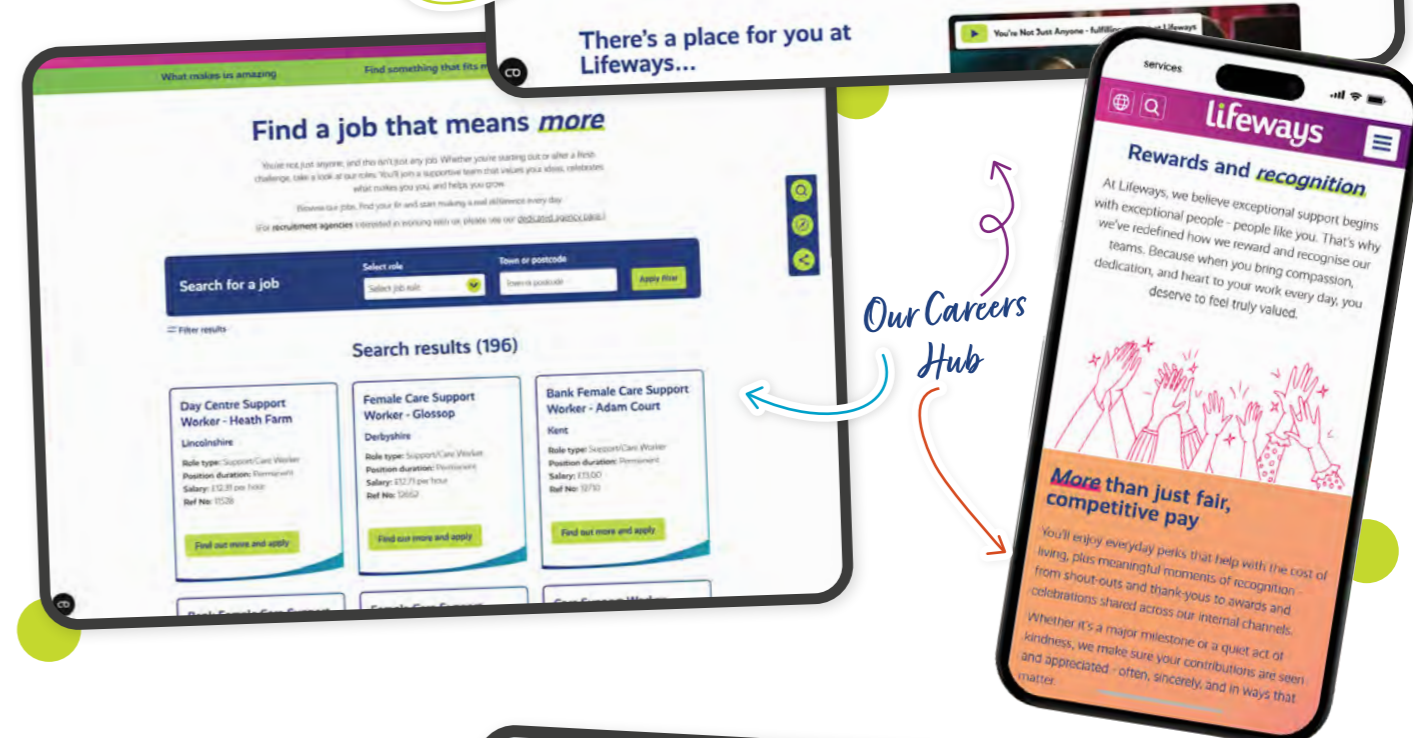 There's a place for you at
Lifeways...
You're Not Just Anyone - fulfilling
Lifeways
What makes us amazing
Find something that fits
Find a job that means more
You're not just anyone, and this isn't just any job. Whether you're starting out or after a fresh
challenge, take a look at our roles. You'll join a supportive team that values your ideas, celebrates
what makes you you, and helps you grow.
Browse our jobs, find your fit and start making a real difference every day.
(For recruitment agencies interested in working with us, please see our dedicated agency page.)
Search for a job
Select role
Select job role
Town or postcode
Town or postcode
Apply filter
Filter results
Search results (196)
Day Centre Support
Worker - Heath Farm
Lincolnshire
Role type: Support/Care Worker
Position duration: Permanent
Salary: £12.31 per hour
Ref No: 11528
Find out more and apply
Female Care Support
Worker - Glossop
Derbyshire
Role type: Support/Care Worker
Position duration: Permanent
Salary: £12.71 per hour
Ref No: 12652
Find out more and apply
Bank Female Care Support
Worker - Adam Court
Kent
Role type: Support/Care Worker
Position duration: Permanent
Salary: £13.00
Ref No: 12710
Find out more and apply
Our Careers
Hub
services
lifeways
Rewards and recognition
At Lifeways, we believe exceptional support begins
with exceptional people - people like you. That's why
we've redefined how we reward and recognise our
teams. Because when you bring compassion,
dedication, and heart to your work every day, you
deserve to feel truly valued.
More than just fair,
competitive pay
You'll enjoy everyday perks that help with the cost of
living, plus meaningful moments of recognition -
from shout-outs and thank-yous to awards and
celebrations shared across our internal channels.
Whether it's a major milestone or a quiet act of
kindness, we make sure your contributions are seen
and appreciated - often, sincerely, and in ways that
matter.